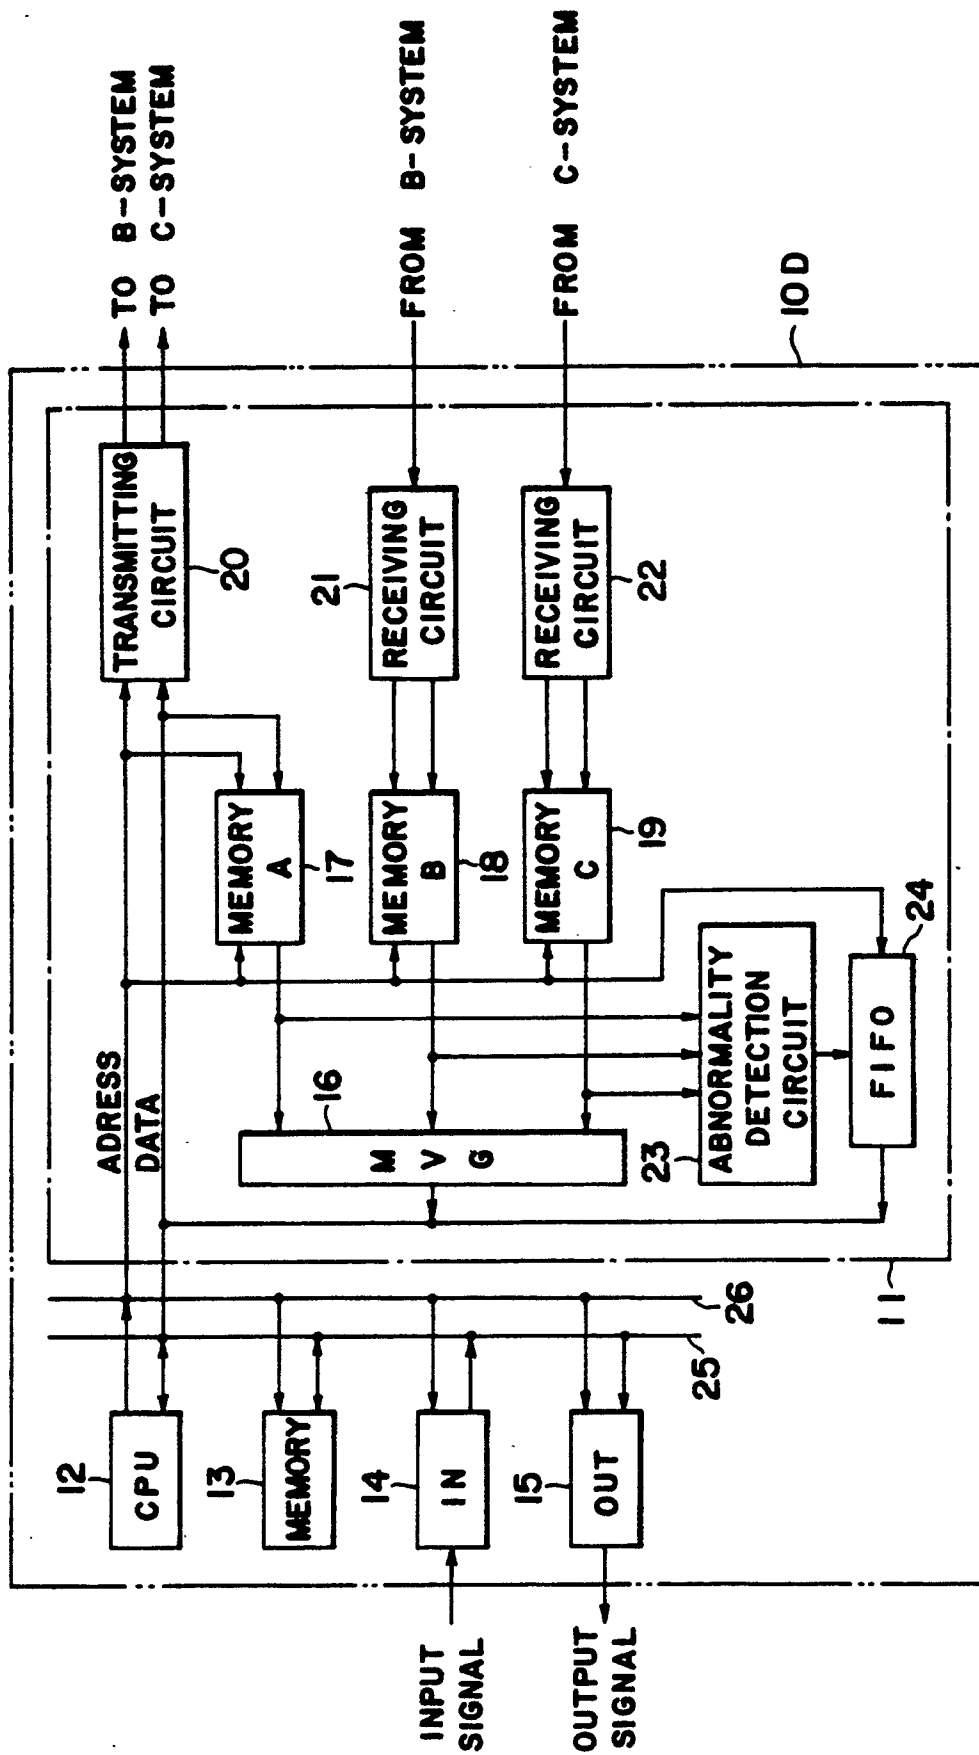 TO B-SYSTEM
TO C-SYSTEM
FROM B-SYSTEM
FROM C-SYSTEM
10D
TRANSMITTING
CIRCUIT
20
21
RECEIVING
CIRCUIT
RECEIVING
CIRCUIT
22
MEMORY
A
17
MEMORY
B
18
MEMORY
C
19
ADRESS
DATA
16
MVG
23
ABNORMALITY
DETECTION
CIRCUIT
24
FIFO
11
26
25
12
CPU
13
MEMORY
14
IN
15
OUT
INPUT
SIGNAL
OUTPUT
SIGNAL